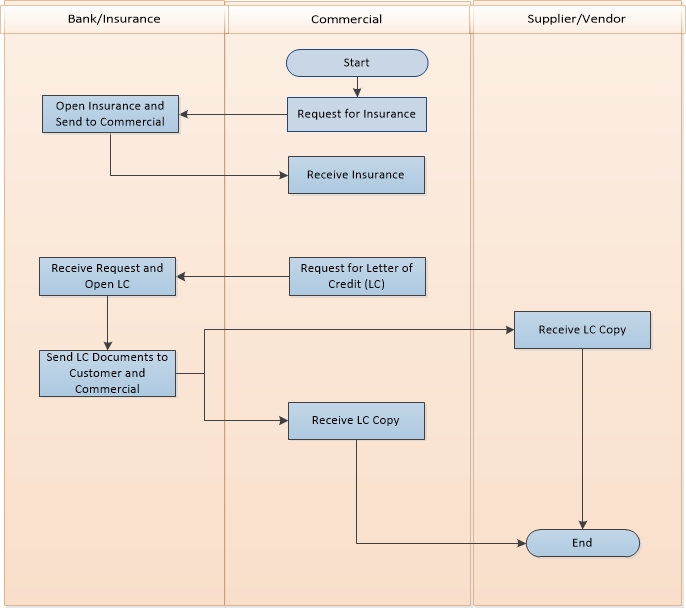 Bank/Insurance
Commercial
Supplier/Vendor
Start
Open Insurance and
Send to Commercial
Request for Insurance
Receive Insurance
Receive Request and
Open LC
Request for Letter of
Credit (LC)
Receive LC Copy
Send LC Documents to
Customer and
Commercial
Receive LC Copy
End